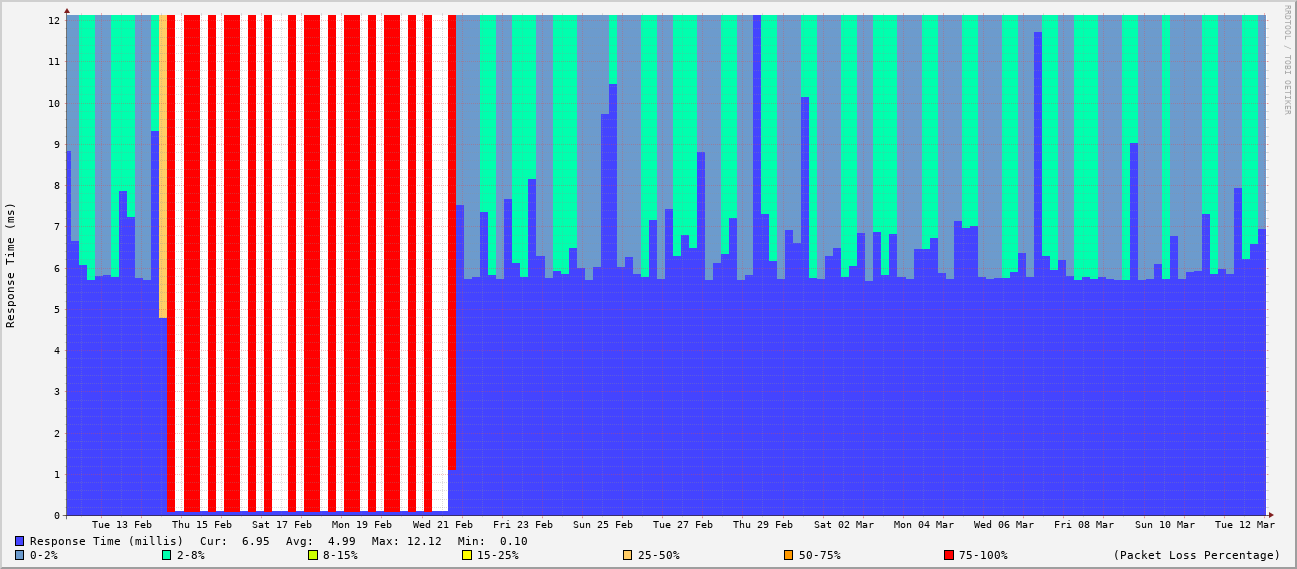 RRDTOOL / TOBI OETIKER
Response Time (ms)
12
11
10
9
8
7
6
5
4
3
2
1
0
Tue 13 Feb Thu 15 Feb Sat 17 Feb Mon 19 Feb Wed 21 Feb Fri 23 Feb Sun 25 Feb Tue 27 Feb Thu 29 Feb Sat 02 Mar Mon 04 Mar Wed 06 Mar Fri 08 Mar Sun 10 Mar Tue 12 Mar
Response Time (millis) Cur: 6.95 Avg: 4.99 Max: 12.12 Min: 0.10
0-2% 2-8% 8-15% 15-25% 25-50% 50-75% 75-100% (Packet Loss Percentage)